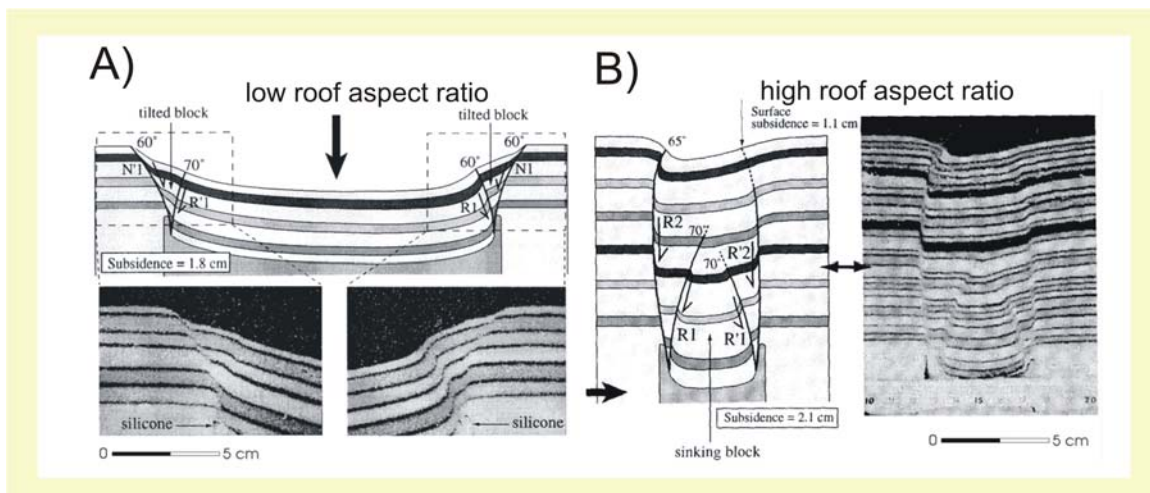 A)
low roof aspect ratio
tilted block
tilted block
60°
70°
60°
60°
N'1
N1
R'1
R1
Subsidence = 1.8 cm
silicone
silicone
0 5 cm
B)
high roof aspect ratio
Surface
subsidence = 1.1 cm
65°
R2
70°
70°
R'2
R1
R'1
Subsidence = 2.1 cm
sinking block
10 15 20
0 5 cm